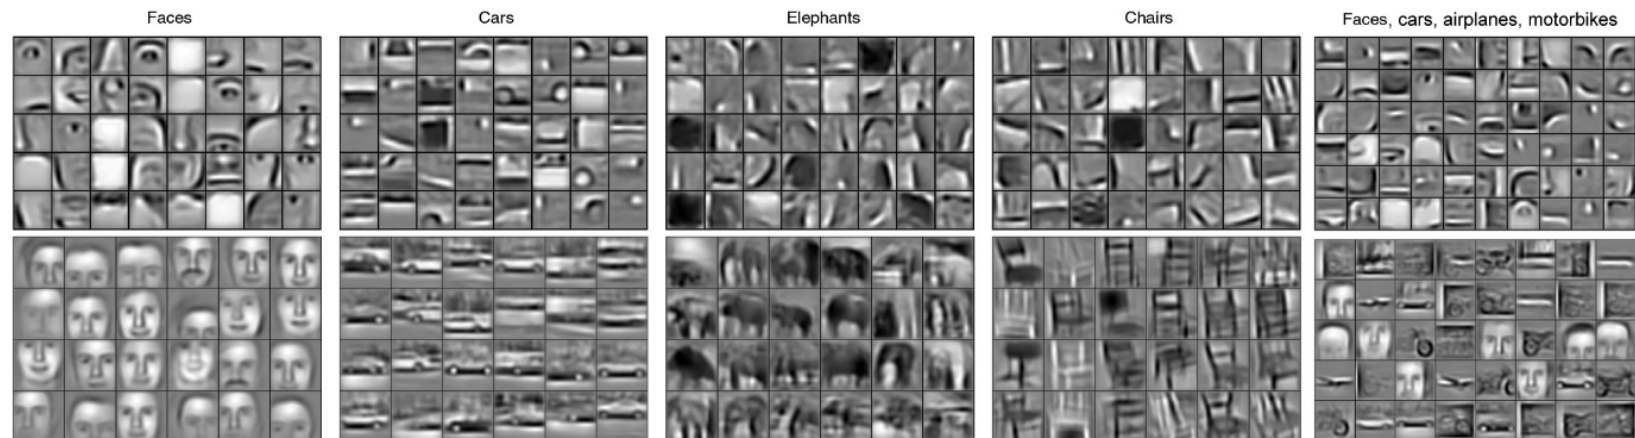 Faces
Cars
Elephants
Chairs
Faces, cars, airplanes, motorbikes